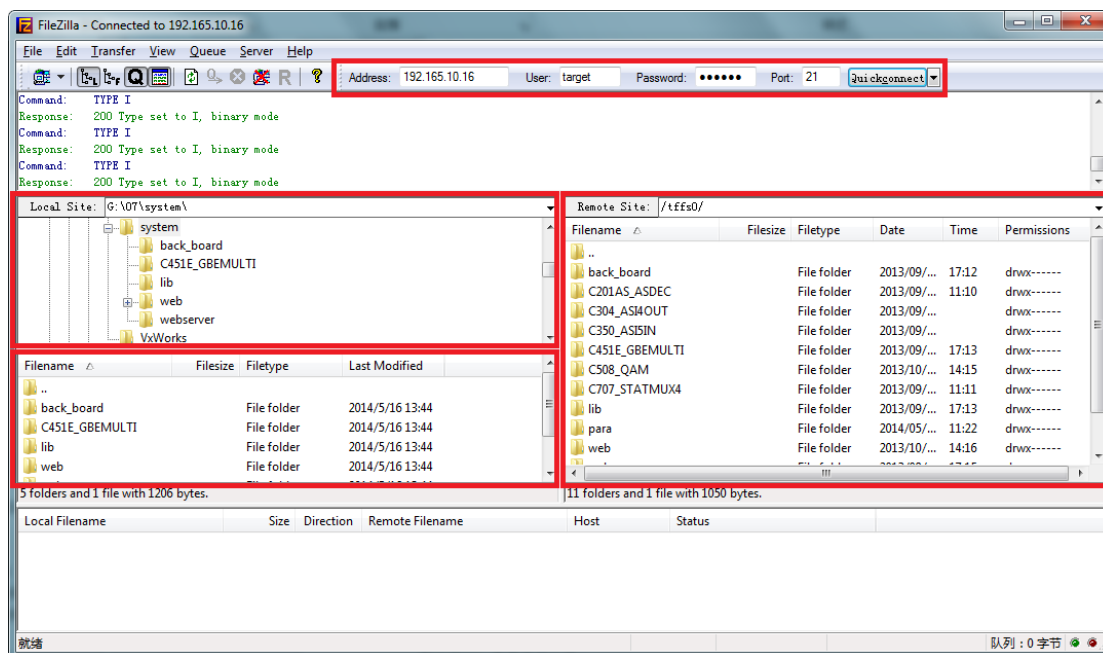 FileZilla - Connected to 192.165.10.16
File Edit Transfer View Queue Server Help
Address: 192.165.10.16 User: target Password: ●●●●●● Port: 21 Quickconnect
Command: TYPE I
Response: 200 Type set to I, binary mode
Command: TYPE I
Response: 200 Type set to I, binary mode
Command: TYPE I
Response: 200 Type set to I, binary mode
Local Site: G:\07\system\
system
back_board
C451E_GBEMULTI
lib
web
webserver
VxWorks
Filename Filesize Filetype Last Modified
..
back_board File folder 2014/5/16 13:44
C451E_GBEMULTI File folder 2014/5/16 13:44
lib File folder 2014/5/16 13:44
web File folder 2014/5/16 13:44
5 folders and 1 file with 1206 bytes.
Remote Site: /tffs0/
Filename Filesize Filetype Date Time Permissions
..
back_board File folder 2013/09/... 17:12 drwx------
C201AS_ASDEC File folder 2013/09/... 11:10 drwx------
C304_ASI4OUT File folder 2013/09/... drwx------
C350_ASI5IN File folder 2013/09/... drwx------
C451E_GBEMULTI File folder 2013/09/... 17:13 drwx------
C508_QAM File folder 2013/10/... 14:15 drwx------
C707_STATMUX4 File folder 2013/09/... 11:11 drwx------
lib File folder 2013/09/... 17:13 drwx------
para File folder 2014/05/... 11:22 drwx------
web File folder 2013/10/... 14:16 drwx------
11 folders and 1 file with 1050 bytes.
Local Filename Size Direction Remote Filename Host Status
就绪
队列 : 0 字节